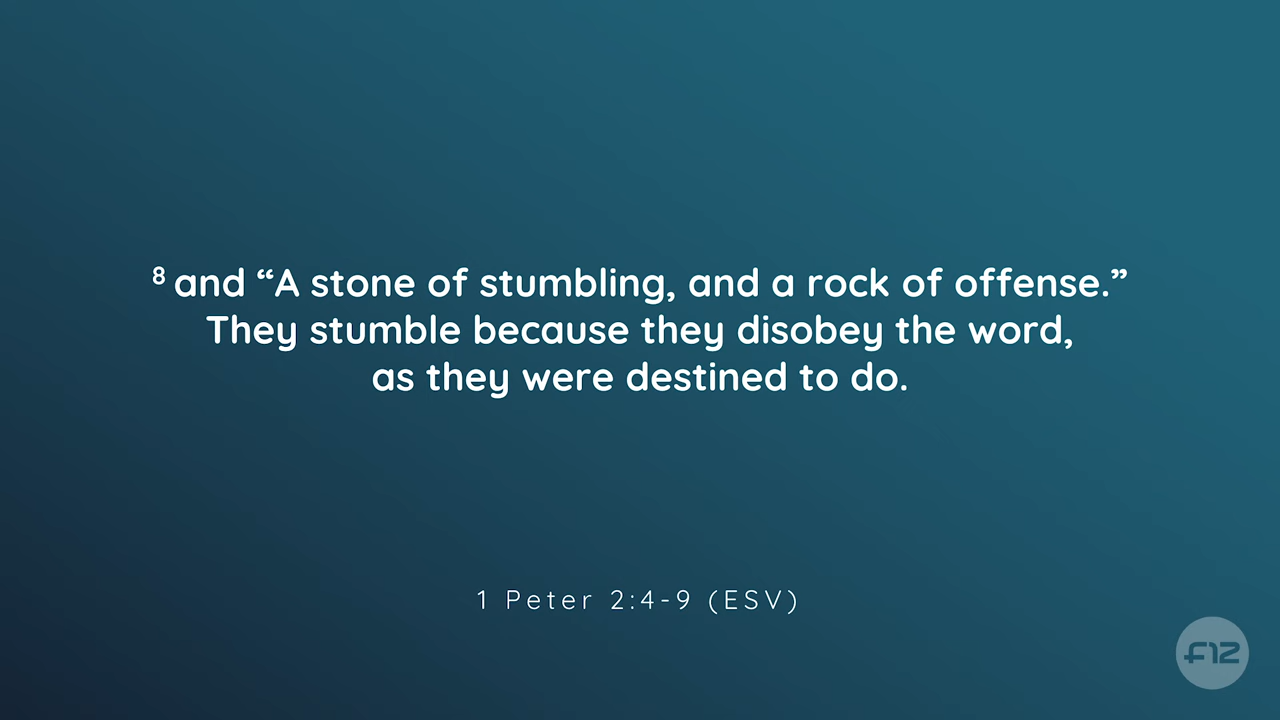 8 and “A stone of stumbling, and a rock of offense.”
They stumble because they disobey the word,
as they were destined to do.
1 Peter 2:4-9 (ESV)
F12